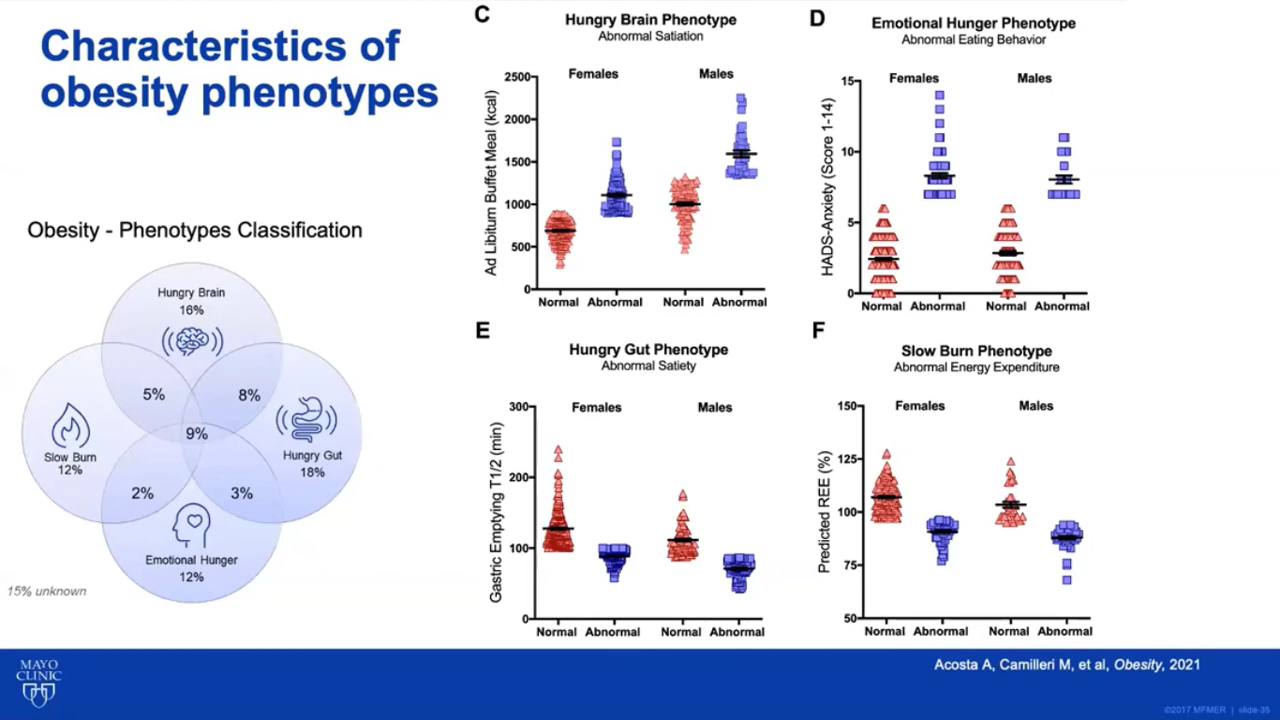 Characteristics of
obesity phenotypes
Obesity - Phenotypes Classification
Hungry Brain
16%
5%
8%
9%
Slow Burn
12%
Hungry Gut
18%
2%
3%
Emotional Hunger
12%
15% unknown
C
Hungry Brain Phenotype
Abnormal Satiation
Females
Males
Ad Libitum Buffet Meal (kcal)
2500
2000
1500
1000
500
0
Normal Abnormal Normal Abnormal
D
Emotional Hunger Phenotype
Abnormal Eating Behavior
Females
Males
HADS-Anxiety (Score 1-14)
15
10
5
0
Normal Abnormal Normal Abnormal
E
Hungry Gut Phenotype
Abnormal Satiety
Females
Males
Gastric Emptying T1/2 (min)
300
200
100
0
Normal Abnormal Normal Abnormal
F
Slow Burn Phenotype
Abnormal Energy Expenditure
Females
Males
Predicted REE (%)
150
125
100
75
50
Normal Abnormal Normal Abnormal
MAYO
CLINIC
Acosta A, Camilleri M, et al, Obesity, 2021
©2017 MFMER | slide-35